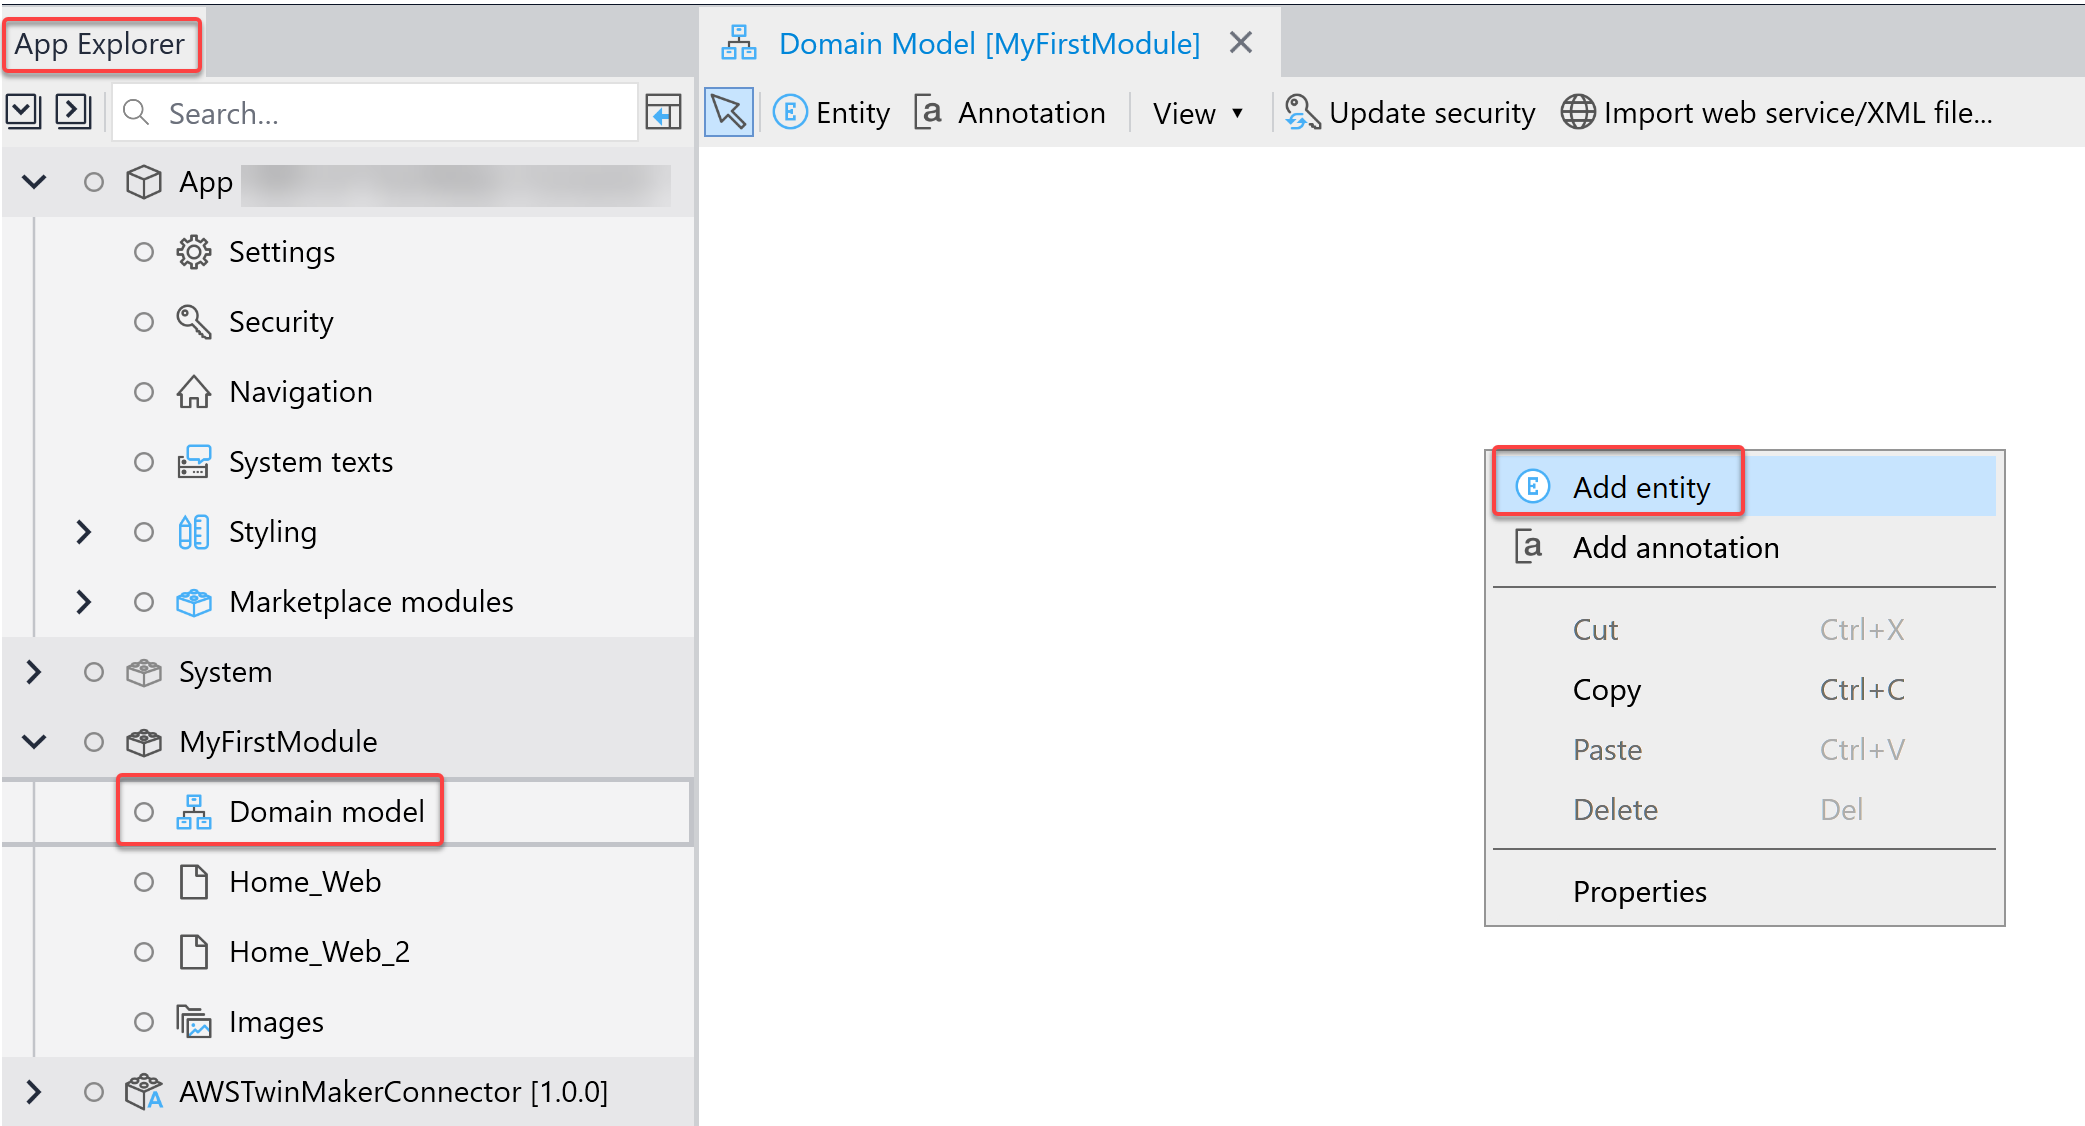 App Explorer
Domain Model [MyFirstModule]
Search...
Entity
Annotation
View
Update security
Import web service/XML file...
App
Settings
Security
Navigation
System texts
Styling
Marketplace modules
System
MyFirstModule
Domain model
Home_Web
Home_Web_2
Images
AWSTwinMakerConnector [1.0.0]
Add entity
Add annotation
Cut Ctrl+X
Copy Ctrl+C
Paste Ctrl+V
Delete Del
Properties